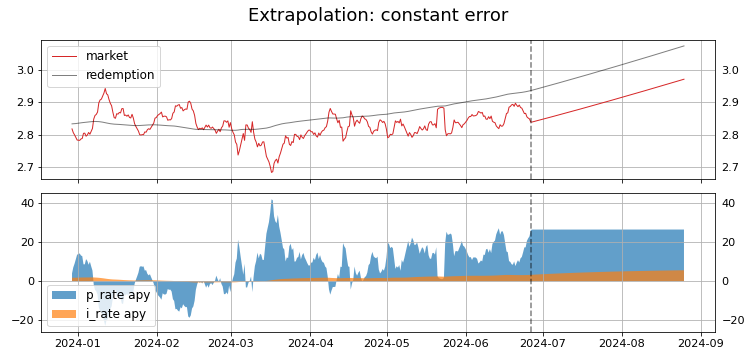 Extrapolation: constant error
market
redemption
3.0 3.0
2.9 2.9
2.8 2.8
2.7 2.7
40 40
20 20
0 0
−20 −20
p_rate apy
i_rate apy
2024-01 2024-02 2024-03 2024-04 2024-05 2024-06 2024-07 2024-08 2024-09